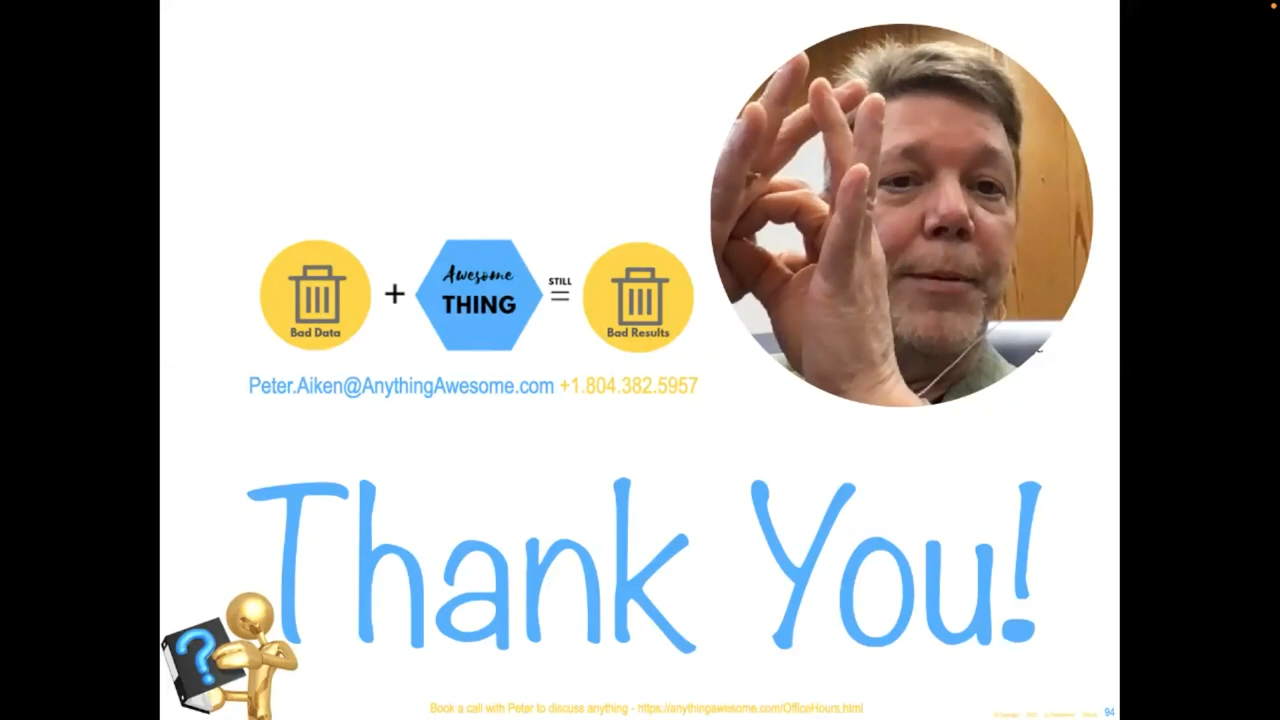 Awesome
THING
STILL
+
=
Bad Data
Bad Results
Peter.Aiken@AnythingAwesome.com +1.804.382.5957
Thank You!
?
Book a call with Peter to discuss anything - https://anythingawesome.com/OfficeHours.html
94